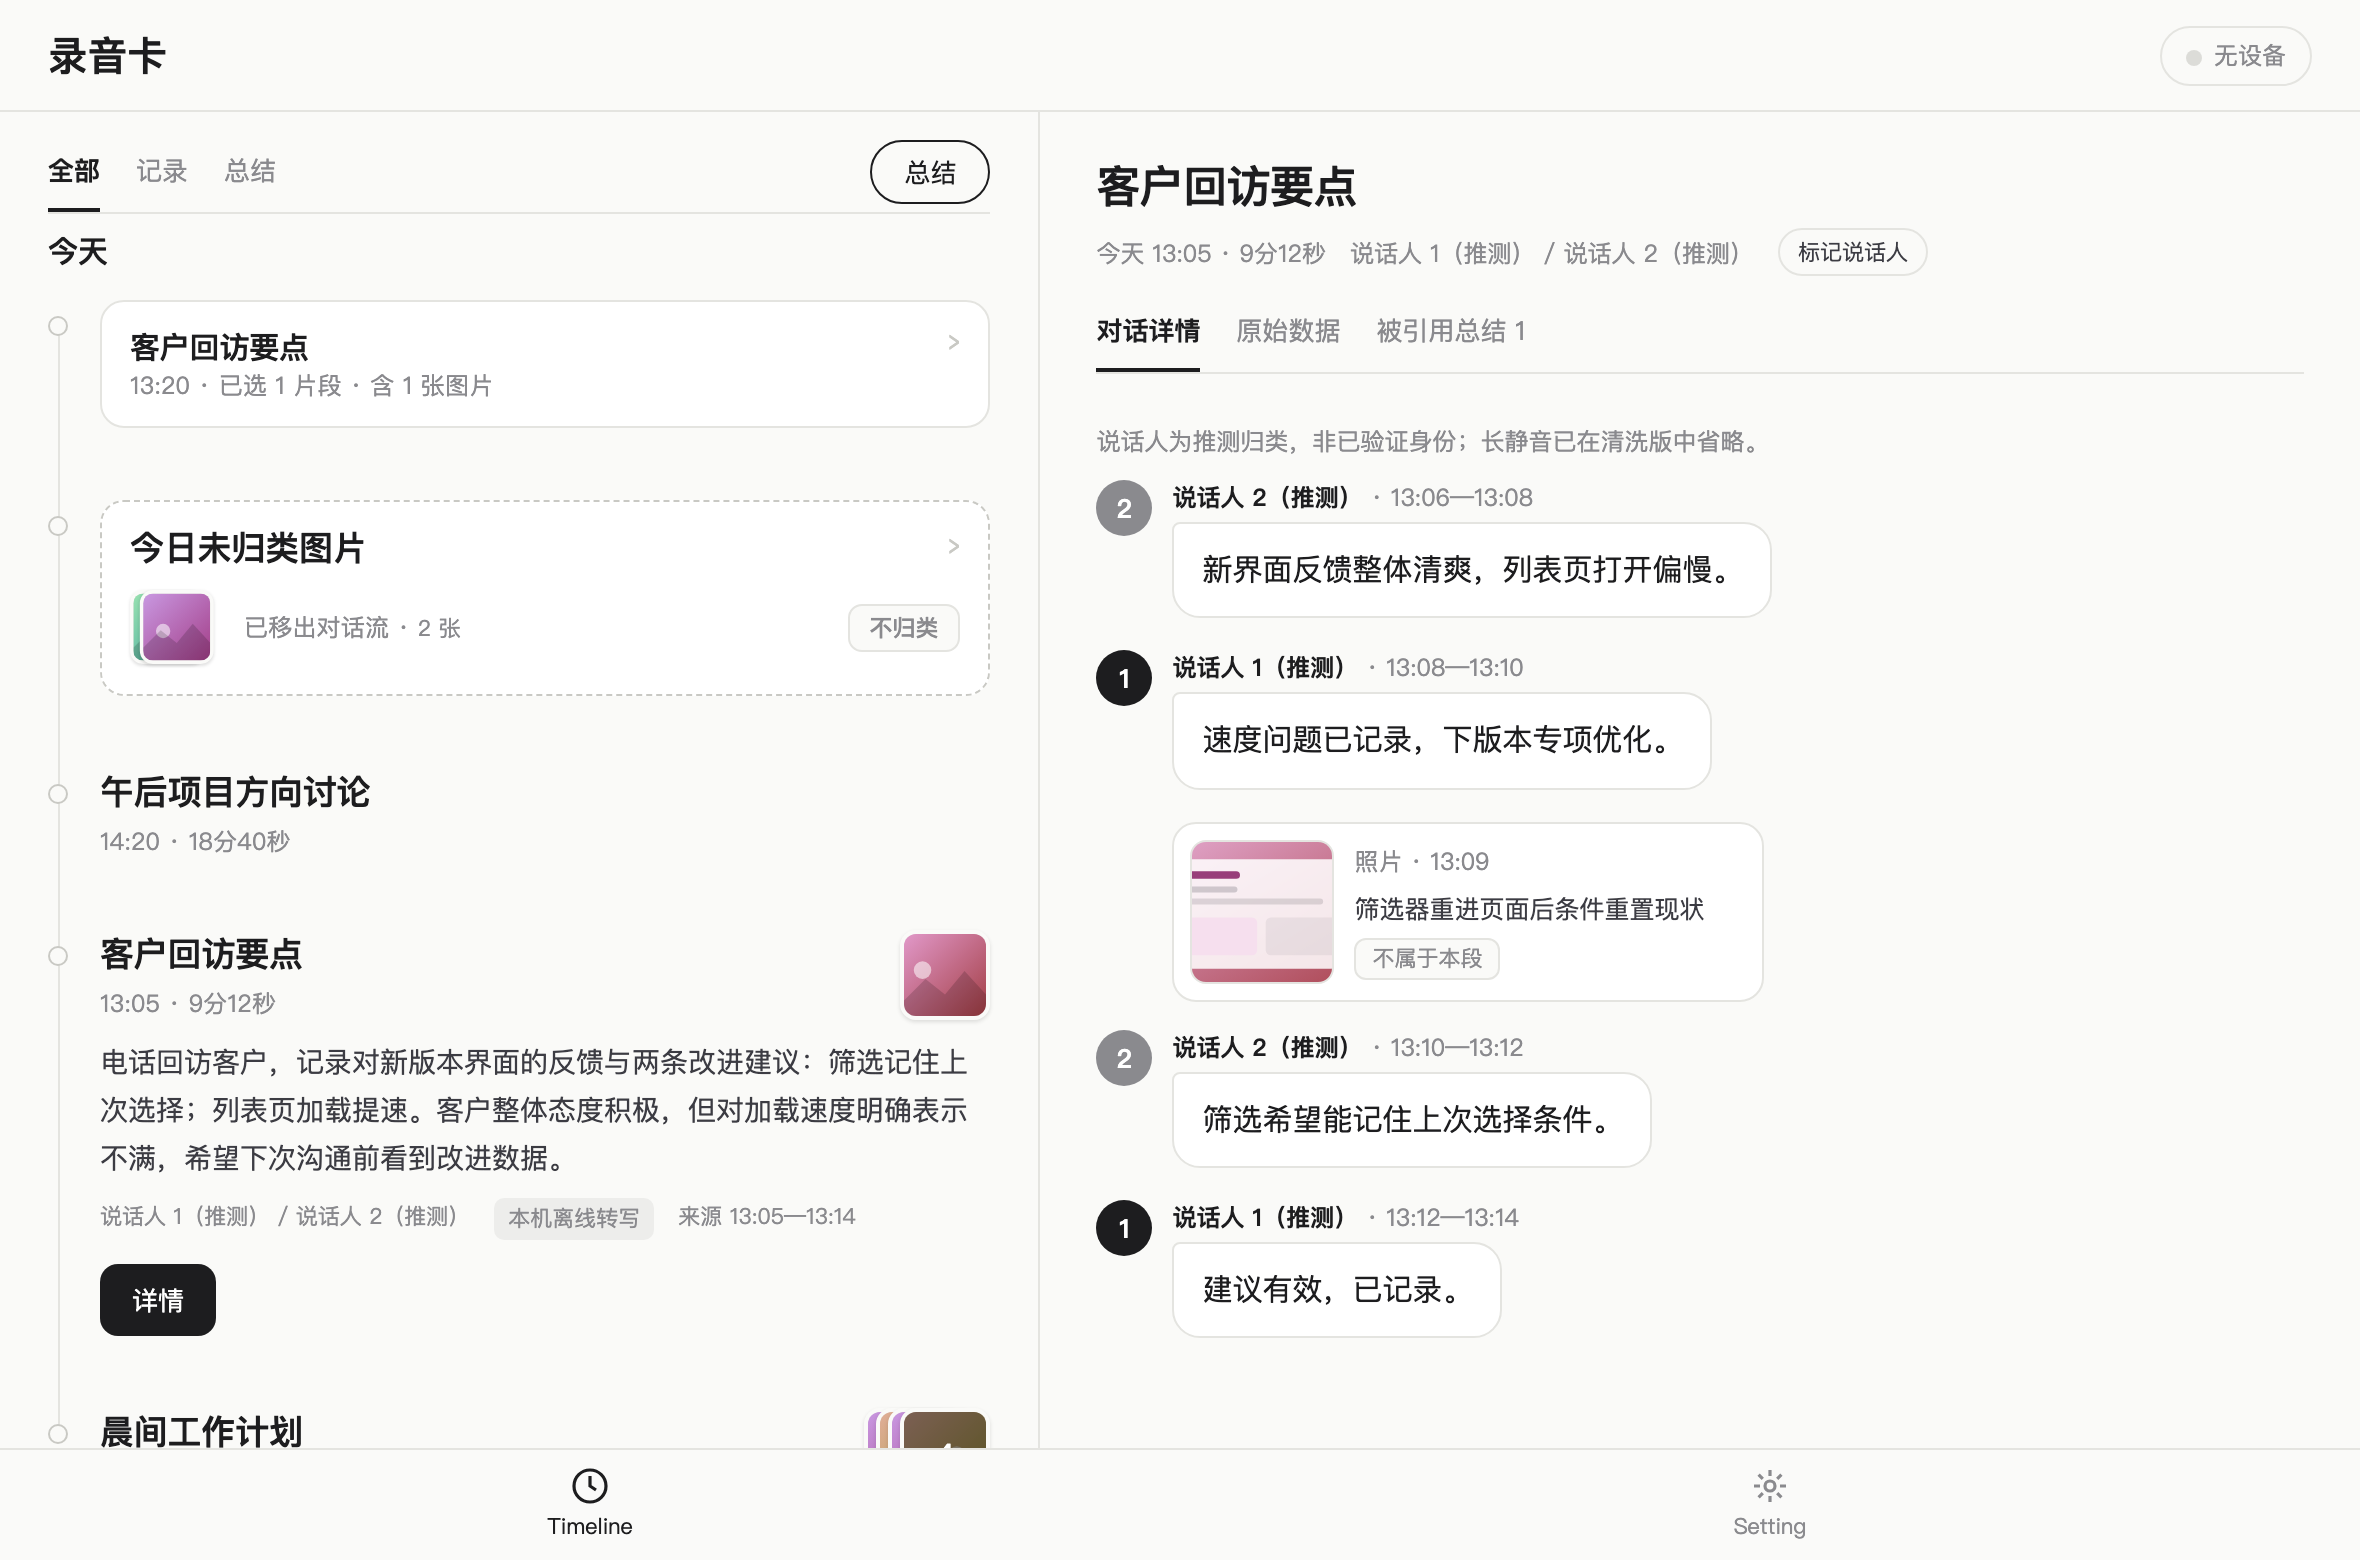 录音卡
无设备
全部 记录 总结
总结
今天
客户回访要点
13:20 · 已选 1 片段 · 含 1 张图片
今日未归类图片
已移出对话流 · 2 张
不归类
午后项目方向讨论
14:20 · 18分40秒
客户回访要点
13:05 · 9分12秒
电话回访客户，记录对新版本界面的反馈与两条改进建议：筛选记住上
次选择；列表页加载提速。客户整体态度积极，但对加载速度明确表示
不满，希望下次沟通前看到改进数据。
说话人 1（推测） / 说话人 2（推测） 本机离线转写 来源 13:05—13:14
详情
晨间工作计划
客户回访要点
今天 13:05 · 9分12秒 说话人 1（推测） / 说话人 2（推测） 标记说话人
对话详情 原始数据 被引用总结 1
说话人为推测归类，非已验证身份；长静音已在清洗版中省略。
2 说话人 2（推测） · 13:06—13:08
新界面反馈整体清爽，列表页打开偏慢。
1 说话人 1（推测） · 13:08—13:10
速度问题已记录，下版本专项优化。
照片 · 13:09
筛选器重进页面后条件重置现状
不属于本段
2 说话人 2（推测） · 13:10—13:12
筛选希望能记住上次选择条件。
1 说话人 1（推测） · 13:12—13:14
建议有效，已记录。
Timeline
Setting